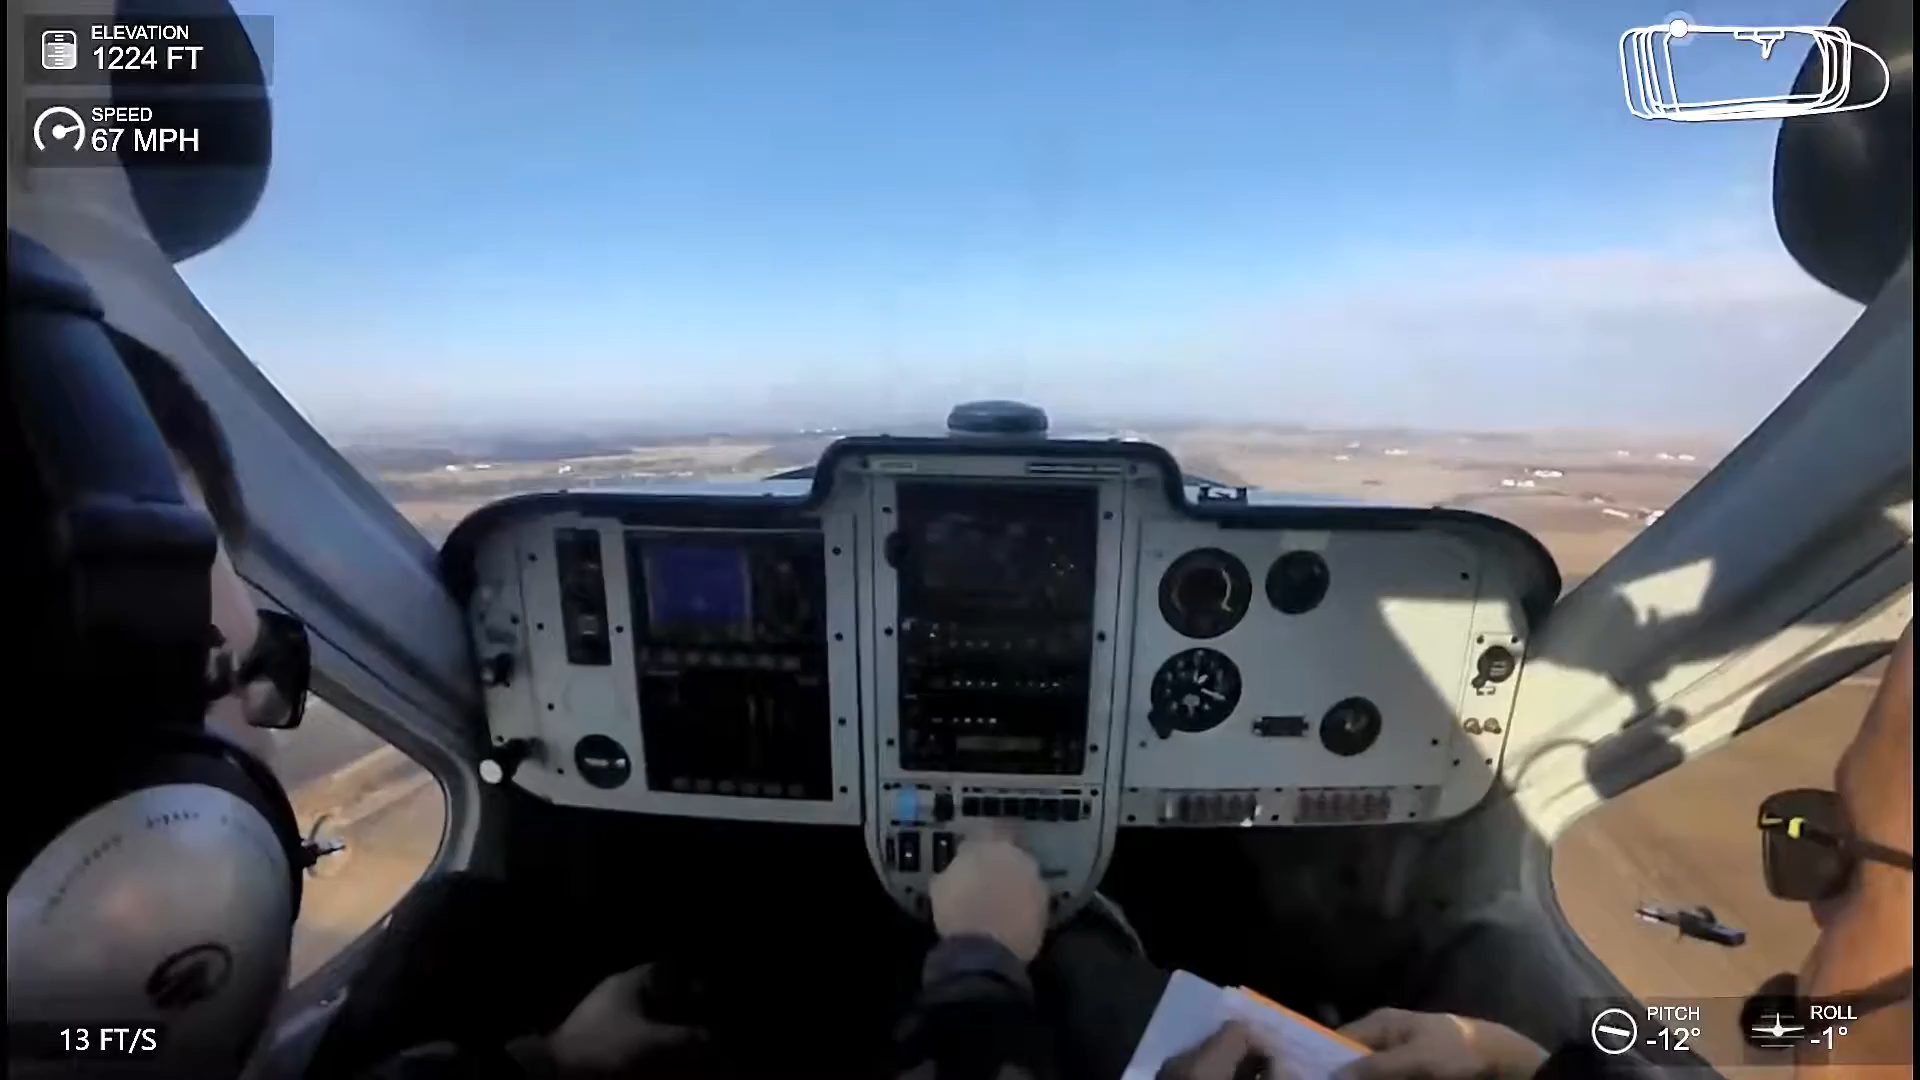 ELEVATION
1224 FT
SPEED
67 MPH
13 FT/S
PITCH
-12°
ROLL
-1°